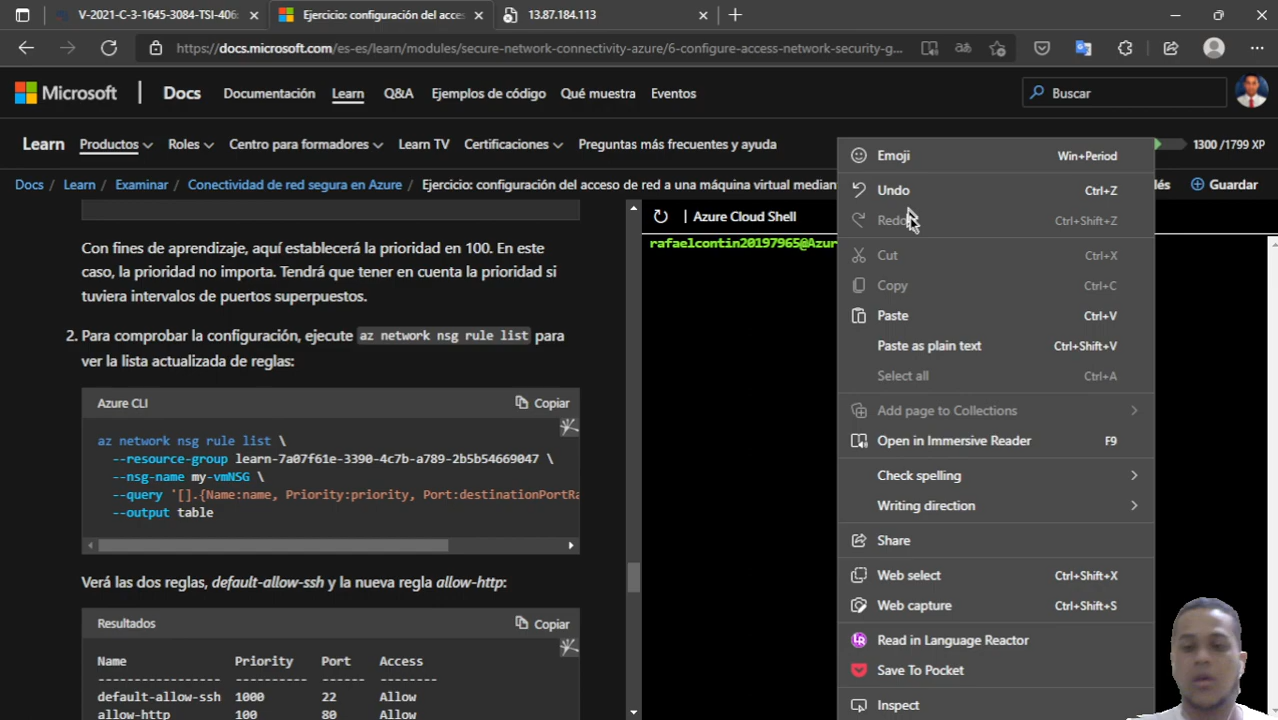 V-2021-C-3-1645-3084-TSI-406
Ejercicio: configuración del acces
13.87.184.113
https://docs.microsoft.com/es-es/learn/modules/secure-network-connectivity-azure/6-configure-access-network-security-g...
Microsoft
Docs
Documentación
Learn
Q&A
Ejemplos de código
Qué muestra
Eventos
Buscar
Learn
Productos
Roles
Centro para formadores
Learn TV
Certificaciones
Preguntas más frecuentes y ayuda
1300 /1799 XP
Docs / Learn / Examinar / Conectividad de red segura en Azure / Ejercicio: configuración del acceso de red a una máquina virtual median
lés
Guardar
Con fines de aprendizaje, aquí establecerá la prioridad en 100. En este
caso, la prioridad no importa. Tendrá que tener en cuenta la prioridad si
tuviera intervalos de puertos superpuestos.
2. Para comprobar la configuración, ejecute az network nsg rule list para
ver la lista actualizada de reglas:
Azure CLI
Copiar
az network nsg rule list \
--resource-group learn-7a07f61e-3390-4c7b-a789-2b5b54669047 \
--nsg-name my-vmNSG \
--query '[].{Name:name, Priority:priority, Port:destinationPortRa
--output table
Verá las dos reglas, default-allow-ssh y la nueva regla allow-http:
Resultados
Copiar
Name Priority Port Access
----------------- ---------- ------ --------
default-allow-ssh 1000 22 Allow
allow-http 100 80 Allow
Azure Cloud Shell
rafaelcontin20197965@Azur
Emoji Win+Period
Undo Ctrl+Z
Redo Ctrl+Shift+Z
Cut Ctrl+X
Copy Ctrl+C
Paste Ctrl+V
Paste as plain text Ctrl+Shift+V
Select all Ctrl+A
Add page to Collections
Open in Immersive Reader F9
Check spelling
Writing direction
Share
Web select Ctrl+Shift+X
Web capture Ctrl+Shift+S
Read in Language Reactor
Save To Pocket
Inspect